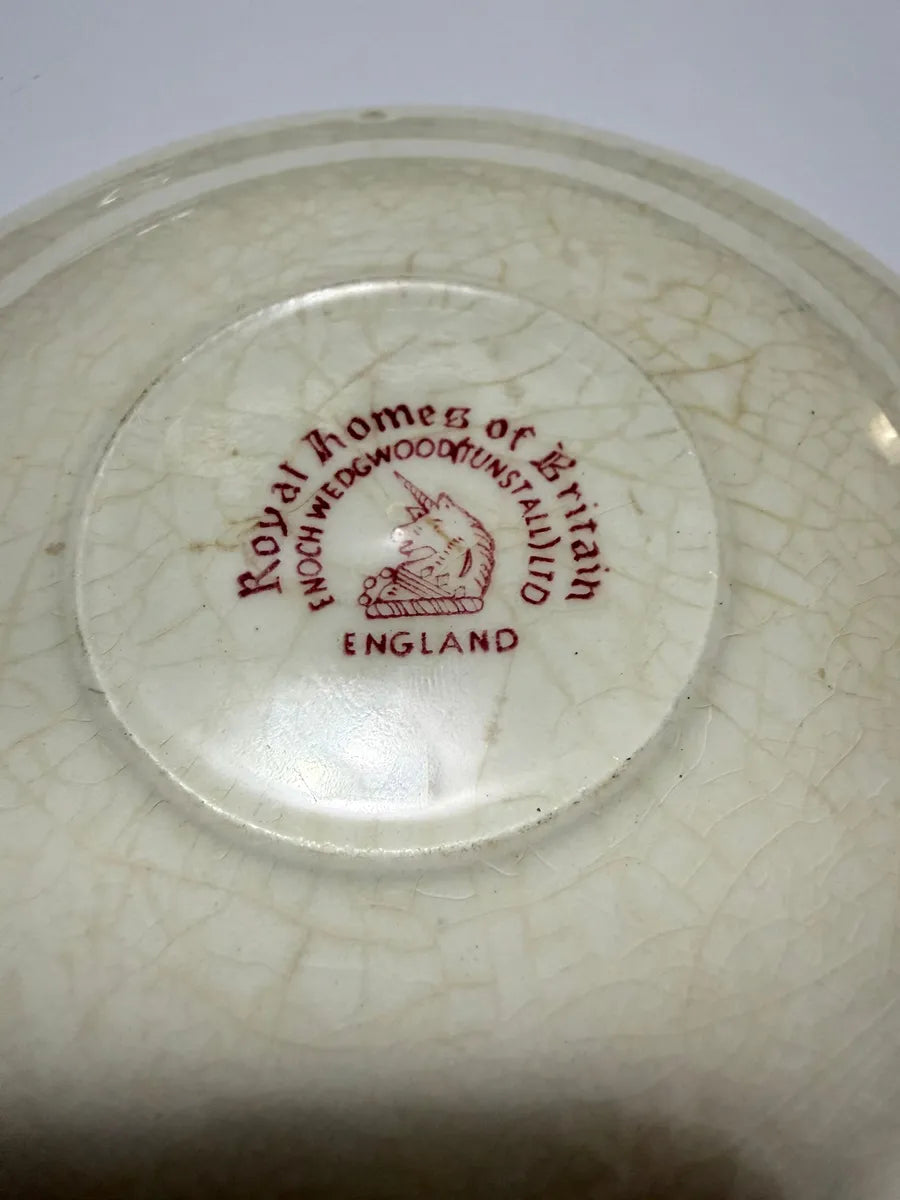 Royal Homes of Britain
ENOCH WEDGWOOD (TUNSTALL) LTD
ENGLAND